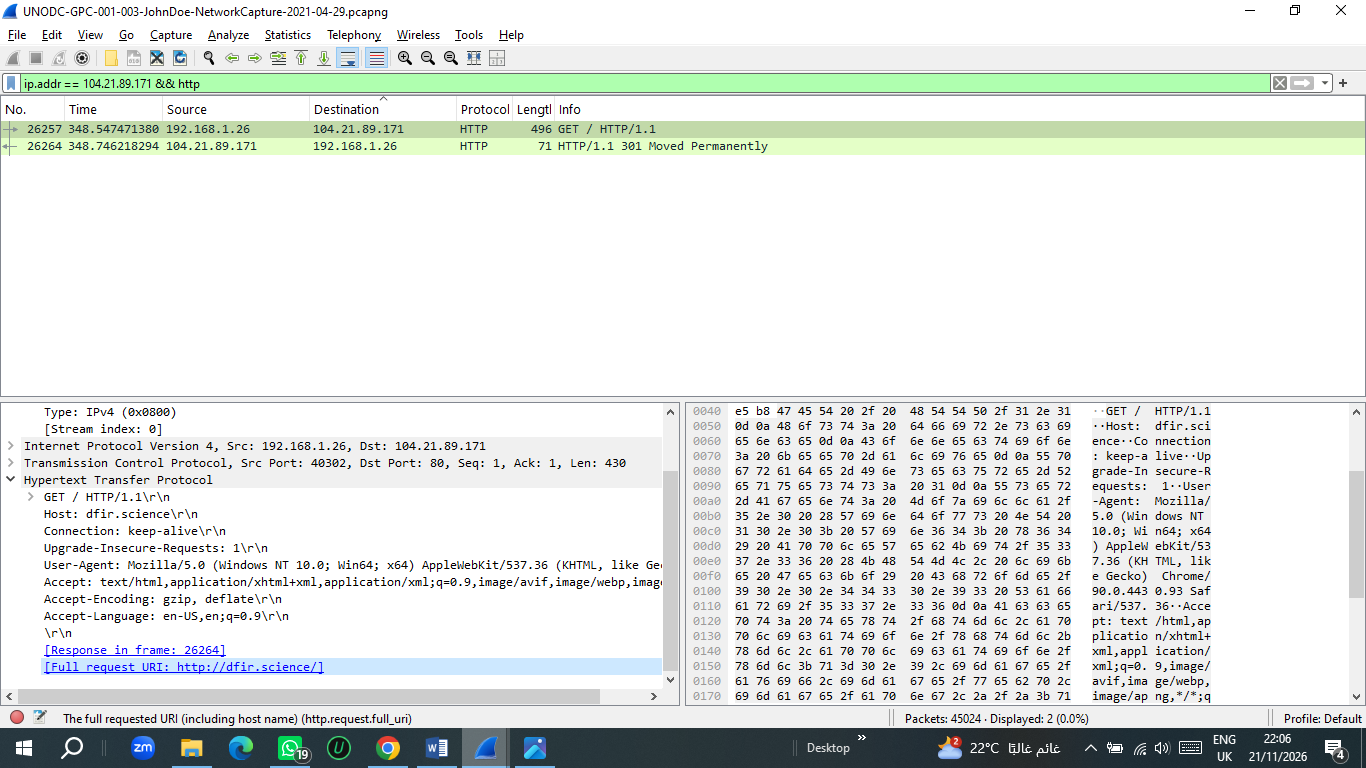 UNODC-GPC-001-003-JohnDoe-NetworkCapture-2021-04-29.pcapng
File Edit View Go Capture Analyze Statistics Telephony Wireless Tools Help
ip.addr == 104.21.89.171 && http
No. Time Source Destination Protocol Lengtl Info
26257 348.547471380 192.168.1.26 104.21.89.171 HTTP 496 GET / HTTP/1.1
26264 348.746218294 104.21.89.171 192.168.1.26 HTTP 71 HTTP/1.1 301 Moved Permanently
Type: IPv4 (0x0800)
[Stream index: 0]
Internet Protocol Version 4, Src: 192.168.1.26, Dst: 104.21.89.171
Transmission Control Protocol, Src Port: 40302, Dst Port: 80, Seq: 1, Ack: 1, Len: 430
Hypertext Transfer Protocol
GET / HTTP/1.1\r\n
Host: dfir.science\r\n
Connection: keep-alive\r\n
Upgrade-Insecure-Requests: 1\r\n
User-Agent: Mozilla/5.0 (Windows NT 10.0; Win64; x64) AppleWebKit/537.36 (KHTML, like Ge
Accept: text/html,application/xhtml+xml,application/xml;q=0.9,image/avif,image/webp,imag
Accept-Encoding: gzip, deflate\r\n
Accept-Language: en-US,en;q=0.9\r\n
\r\n
[Response in frame: 26264]
[Full request URI: http://dfir.science/]
0040 e5 b8 47 45 54 20 2f 20 48 54 54 50 2f 31 2e 31 ··GET / HTTP/1.1
0050 0d 0a 48 6f 73 74 3a 20 64 66 69 72 2e 73 63 69 ··Host: dfir.sci
0060 65 6e 63 65 0d 0a 43 6f 6e 6e 65 63 74 69 6f 6e ence··Connection
0070 3a 20 6b 65 65 70 2d 61 6c 69 76 65 0d 0a 55 70 : keep-alive··Up
0080 67 72 61 64 65 2d 49 6e 73 65 63 75 72 65 2d 52 grade-Insecure-R
0090 65 71 75 65 73 74 73 3a 20 31 0d 0a 55 73 65 72 equests: 1··User
00a0 2d 41 67 65 6e 74 3a 20 4d 6f 7a 69 6c 6c 61 2f -Agent: Mozilla/
00b0 35 2e 30 20 28 57 69 6e 64 6f 77 73 20 4e 54 20 5.0 (Windows NT
00c0 31 30 2e 30 3b 20 57 69 6e 36 34 3b 20 78 36 34 10.0; Win64; x64
00d0 29 20 41 70 70 6c 65 57 65 62 4b 69 74 2f 35 33 ) AppleWebKit/53
00e0 37 2e 33 36 20 28 4b 48 54 4d 4c 2c 20 6c 69 6b 7.36 (KHTML, lik
00f0 65 20 47 65 63 6b 6f 29 20 43 68 72 6f 6d 65 2f e Gecko) Chrome/
0100 39 30 2e 30 2e 34 34 33 30 2e 39 33 20 53 61 66 90.0.4430.93 Saf
0110 61 72 69 2f 35 33 37 2e 33 36 0d 0a 41 63 63 65 ari/537.36··Acce
0120 70 74 3a 20 74 65 78 74 2f 68 74 6d 6c 2c 61 70 pt: text/html,ap
0130 70 6c 69 63 61 74 69 6f 6e 2f 78 68 74 6d 6c 2b plication/xhtml+
0140 78 6d 6c 2c 61 70 70 6c 69 63 61 74 69 6f 6e 2f xml,application/
0150 78 6d 6c 3b 71 3d 30 2e 39 2c 69 6d 61 67 65 2f xml;q=0.9,image/
0160 61 76 69 66 2c 69 6d 61 67 65 2f 77 65 62 70 2c avif,image/webp,
0170 69 6d 61 67 65 2f 61 70 6e 67 2c 2a 2f 2a 3b 71 image/apng,*/*;q
The full requested URI (including host name) (http.request.full_uri) Packets: 45024 · Displayed: 2 (0.0%) Profile: Default
zm 19 U W Desktop 2 22°C غائم غالبًا ENG 22:06
UK 21/11/2026 4